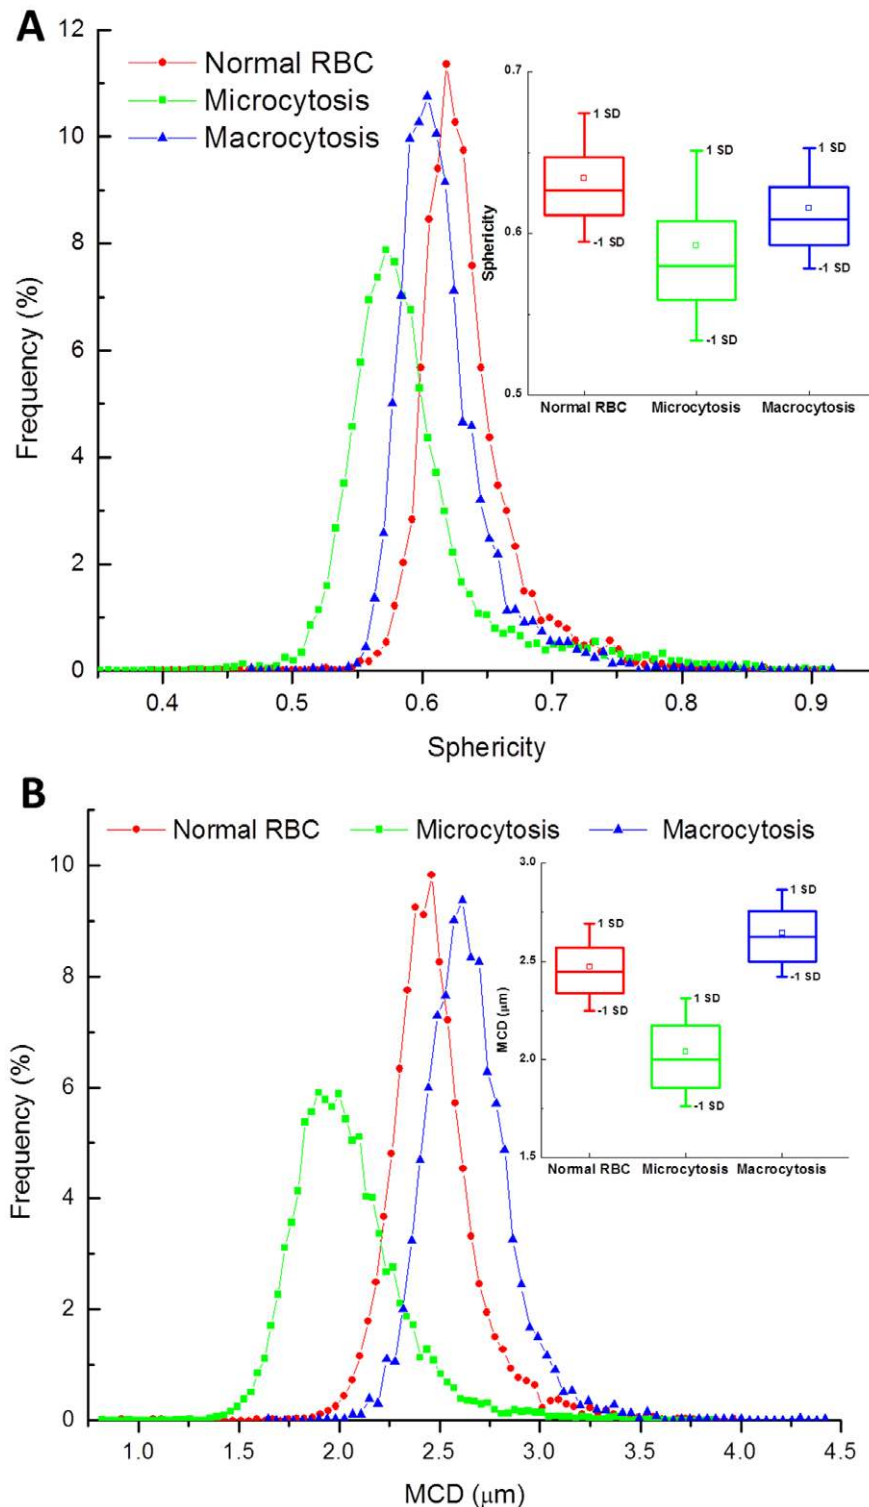 A
Normal RBC
Microcytosis
Macrocytosis
12
10
8
6
4
2
0
Frequency (%)
0.4 0.5 0.6 0.7 0.8 0.9
Sphericity
0.7
0.6
0.5
Sphericity
1 SD
-1 SD
1 SD
-1 SD
1 SD
-1 SD
Normal RBC Microcytosis Macrocytosis
B
Normal RBC Microcytosis Macrocytosis
10
8
6
4
2
0
Frequency (%)
1.0 1.5 2.0 2.5 3.0 3.5 4.0 4.5
MCD (μm)
3.0
2.5
2.0
1.5
MCD (μm)
1 SD
-1 SD
1 SD
-1 SD
1 SD
-1 SD
Normal RBC Microcytosis Macrocytosis